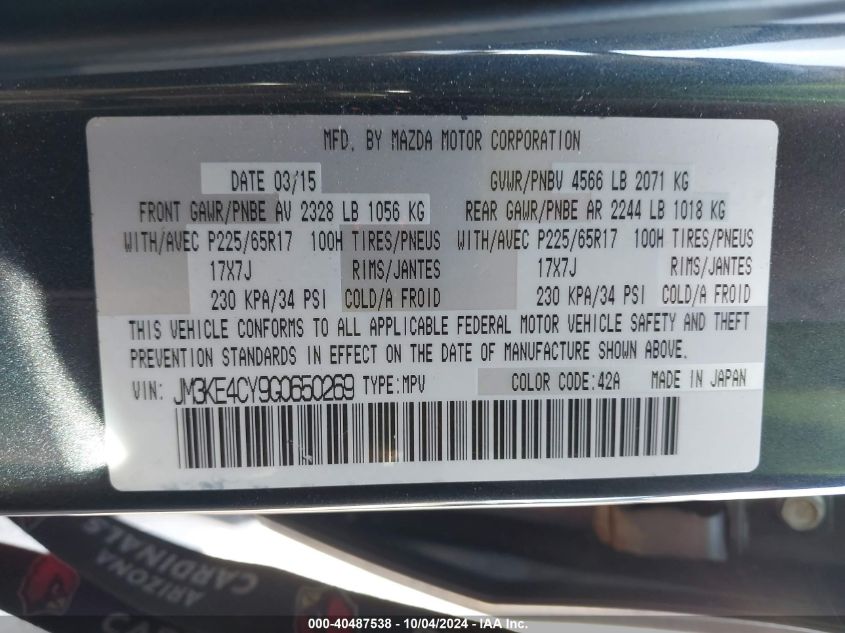 MFD. BY MAZDA MOTOR CORPORATION
DATE 03/15 GVWR/PNBV 4566 LB 2071 KG
FRONT GAWR/PNBE AV 2328 LB 1056 KG REAR GAWR/PNBE AR 2244 LB 1018 KG
WITH/AVEC P225/65R17 100H TIRES/PNEUS WITH/AVEC P225/65R17 100H TIRES/PNEUS
17X7J RIMS/JANTES 17X7J RIMS/JANTES
230 KPA/34 PSI COLD/A FROID 230 KPA/34 PSI COLD/A FROID
THIS VEHICLE CONFORMS TO ALL APPLICABLE FEDERAL MOTOR VEHICLE SAFETY AND THEFT
PREVENTION STANDARDS IN EFFECT ON THE DATE OF MANUFACTURE SHOWN ABOVE.
VIN: JM3KE4CY9G0650269 TYPE:MPV COLOR CODE:42A MADE IN JAPAN
ARIZONA
CARDINALS
000-40487538 - 10/04/2024 - IAAI.com